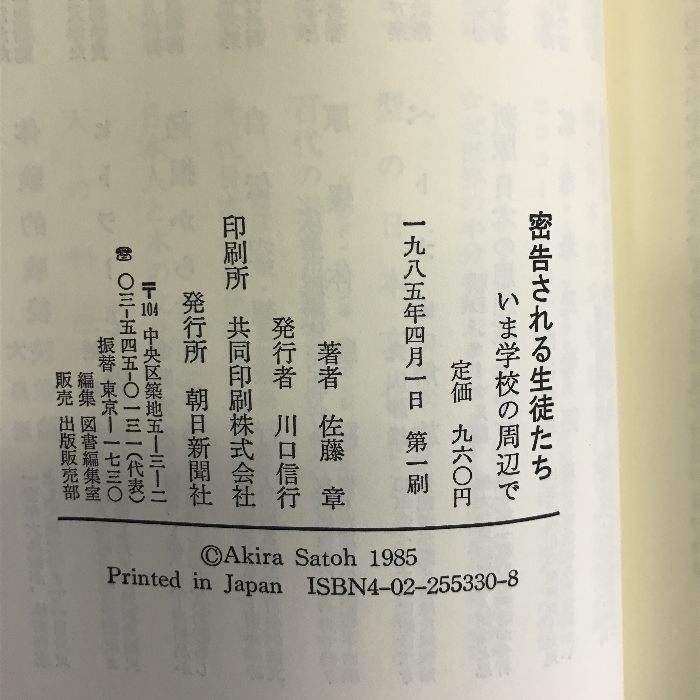 密告される生徒たち
いま学校の周辺で
定価 九六〇円
一九八五年四月一日 第一刷
著者 佐藤 章
発行者 川口信行
印刷所 共同印刷株式会社
発行所 朝日新聞社
〒104 中央区築地五ー三ー二
☎ 〇三ー五四五ー〇一三一(代表)
振替 東京ー一七三〇
編集 図書編集室
販売 出版販売部
©Akira Satoh 1985
Printed in Japan ISBN4-02-255330-8